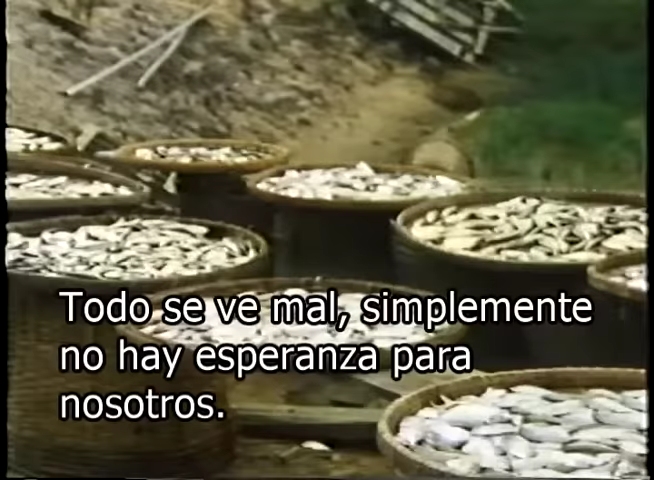 Todo se ve mal, simplemente
no hay esperanza para
nosotros.